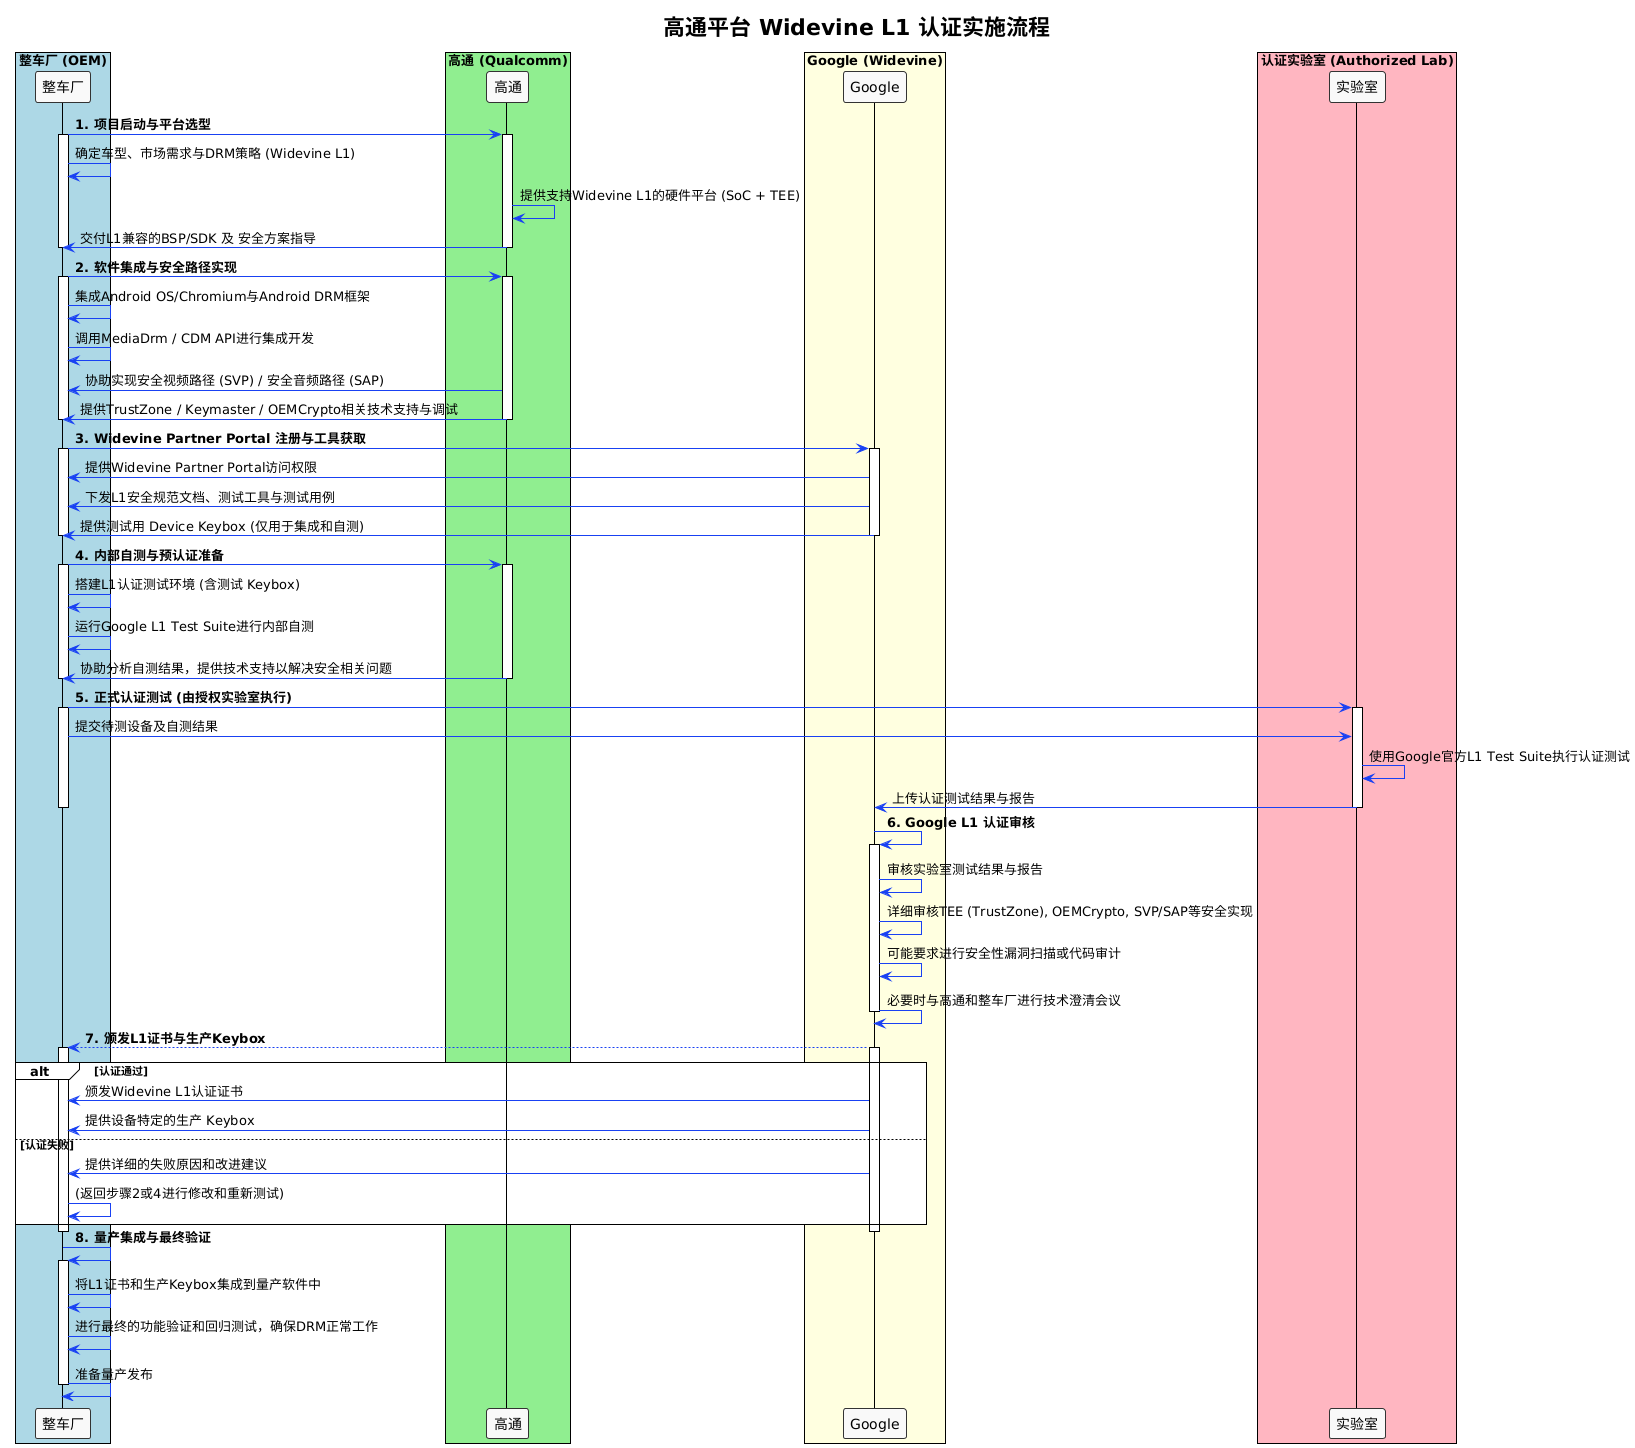 高通平台 Widevine L1 认证实施流程
整车厂 (OEM)
高通 (Qualcomm)
Google (Widevine)
认证实验室 (Authorized Lab)
整车厂
高通
Google
实验室
1. 项目启动与平台选型
确定车型、市场需求与DRM策略 (Widevine L1)
提供支持Widevine L1的硬件平台 (SoC + TEE)
交付L1兼容的BSP/SDK 及 安全方案指导
2. 软件集成与安全路径实现
集成Android OS/Chromium与Android DRM框架
调用MediaDrm / CDM API进行集成开发
协助实现安全视频路径 (SVP) / 安全音频路径 (SAP)
提供TrustZone / Keymaster / OEMCrypto相关技术支持与调试
3. Widevine Partner Portal 注册与工具获取
提供Widevine Partner Portal访问权限
下发L1安全规范文档、测试工具与测试用例
提供测试用 Device Keybox (仅用于集成和自测)
4. 内部自测与预认证准备
搭建L1认证测试环境 (含测试 Keybox)
运行Google L1 Test Suite进行内部自测
协助分析自测结果，提供技术支持以解决安全相关问题
5. 正式认证测试 (由授权实验室执行)
提交待测设备及自测结果
使用Google官方L1 Test Suite执行认证测试
上传认证测试结果与报告
6. Google L1 认证审核
审核实验室测试结果与报告
详细审核TEE (TrustZone), OEMCrypto, SVP/SAP等安全实现
可能要求进行安全性漏洞扫描或代码审计
必要时与高通和整车厂进行技术澄清会议
7. 颁发L1证书与生产Keybox
alt
[认证通过]
颁发Widevine L1认证证书
提供设备特定的生产 Keybox
[认证失败]
提供详细的失败原因和改进建议
(返回步骤2或4进行修改和重新测试)
8. 量产集成与最终验证
将L1证书和生产Keybox集成到量产软件中
进行最终的功能验证和回归测试，确保DRM正常工作
准备量产发布
整车厂
高通
Google
实验室